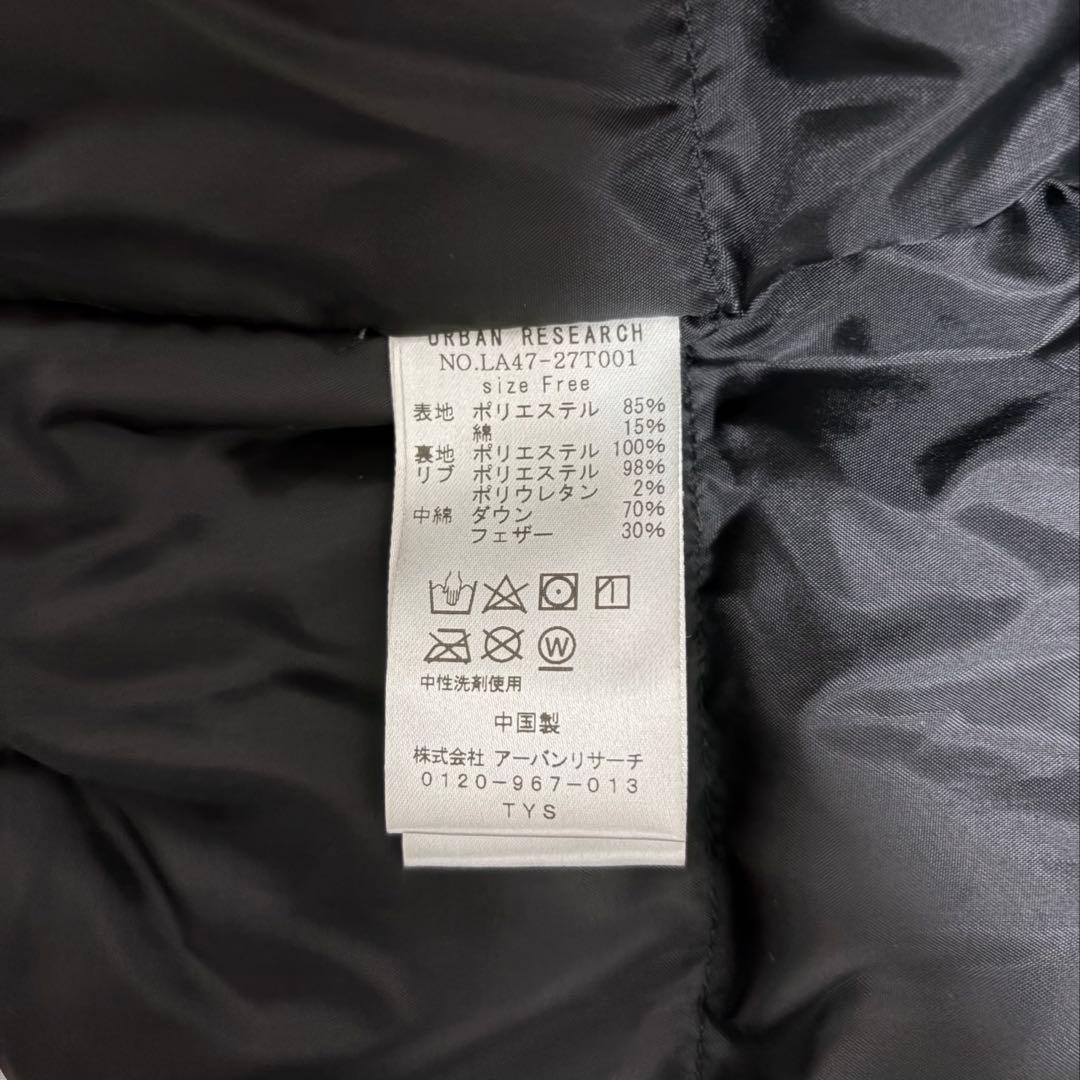 URBAN RESEARCH
NO.LA47-27T001
size Free
表地 ポリエステル 85%
綿 15%
裏地 ポリエステル 100%
リブ ポリエステル 98%
ポリウレタン 2%
中綿 ダウン 70%
フェザー 30%
W
中性洗剤使用
中国製
株式会社 アーバンリサーチ
0120-967-013
TYS